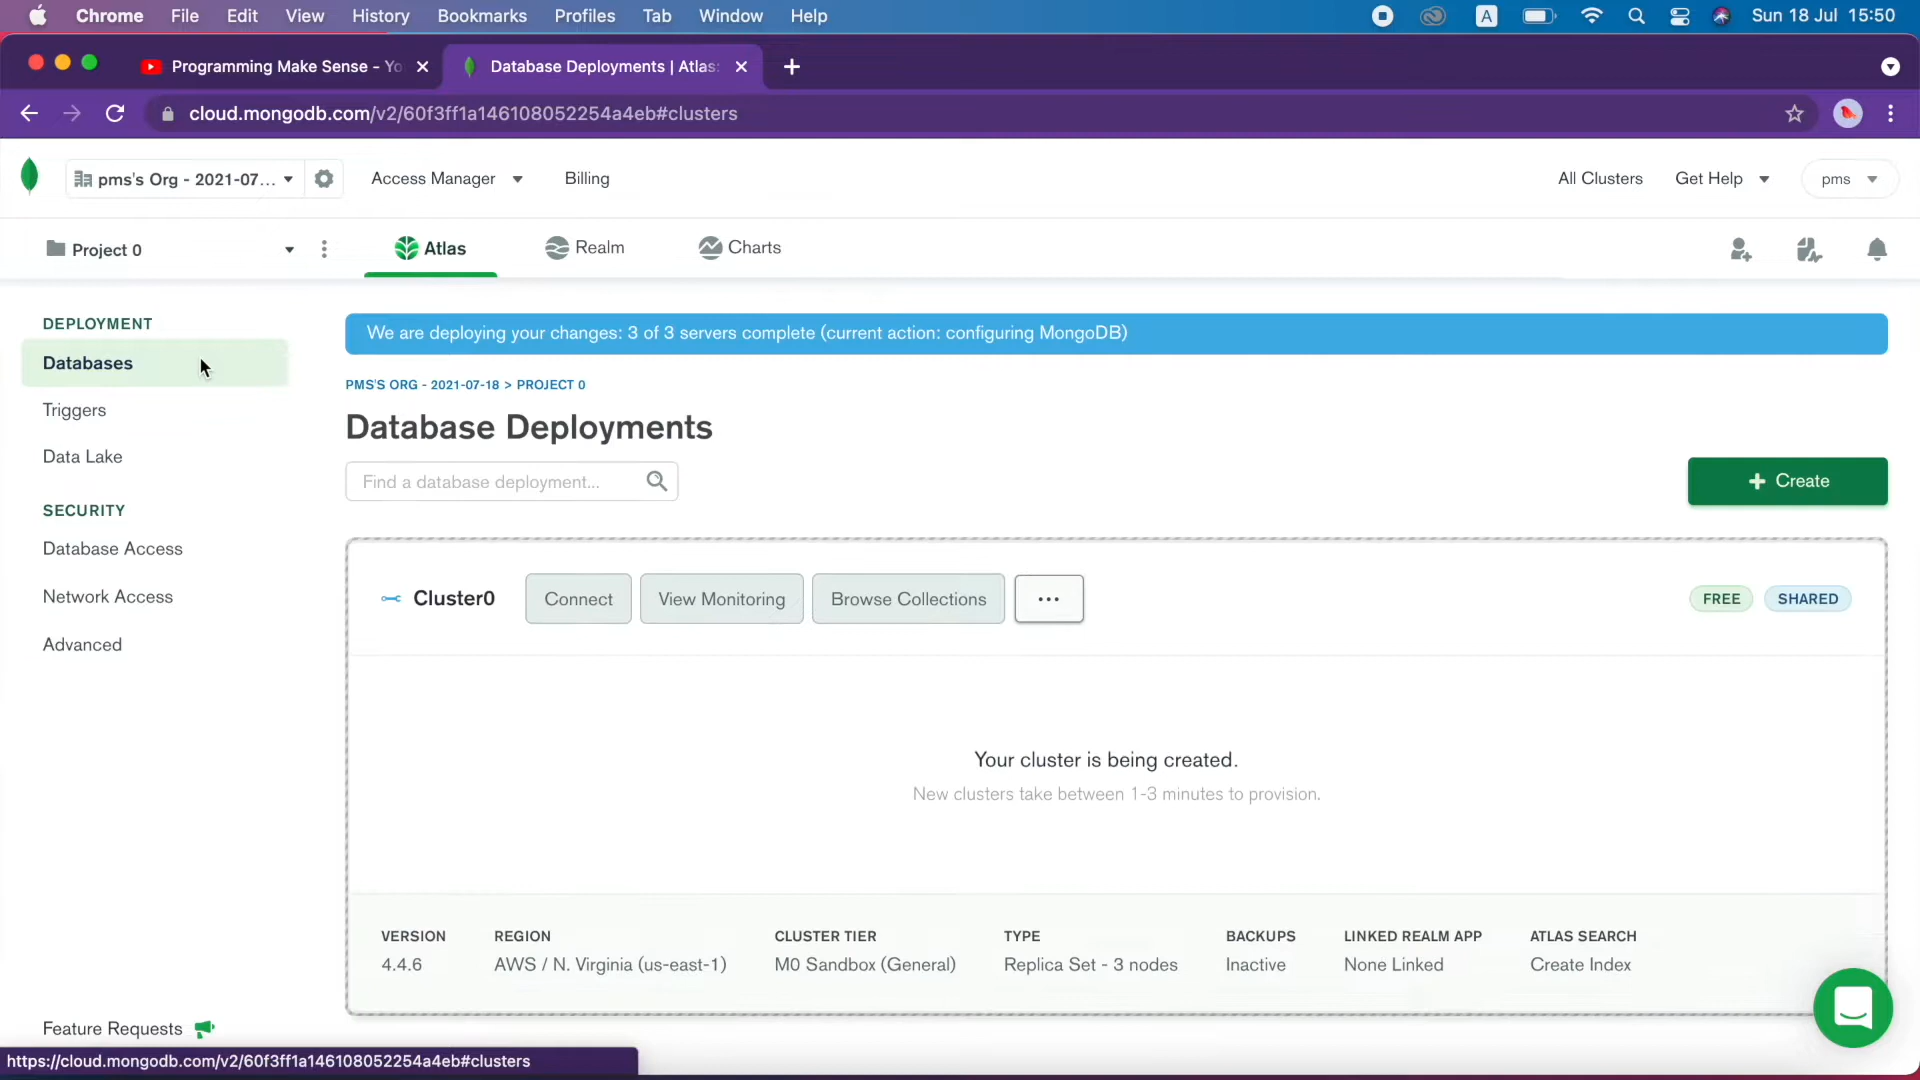 Chrome File Edit View History Bookmarks Profiles Tab Window Help A Sun 18 Jul 15:50
Programming Make Sense - Yo Database Deployments | Atlas:
cloud.mongodb.com/v2/60f3ff1a146108052254a4eb#clusters
pms's Org - 2021-07... Access Manager Billing All Clusters Get Help pms
Project 0 Atlas Realm Charts
DEPLOYMENT
Databases
Triggers
Data Lake
SECURITY
Database Access
Network Access
Advanced
Feature Requests
We are deploying your changes: 3 of 3 servers complete (current action: configuring MongoDB)
PMS'S ORG - 2021-07-18 > PROJECT 0
Database Deployments
Find a database deployment...
+ Create
Cluster0 Connect View Monitoring Browse Collections ... FREE SHARED
Your cluster is being created.
New clusters take between 1-3 minutes to provision.
VERSION REGION CLUSTER TIER TYPE BACKUPS LINKED REALM APP ATLAS SEARCH
4.4.6 AWS / N. Virginia (us-east-1) M0 Sandbox (General) Replica Set - 3 nodes Inactive None Linked Create Index
https://cloud.mongodb.com/v2/60f3ff1a146108052254a4eb#clusters